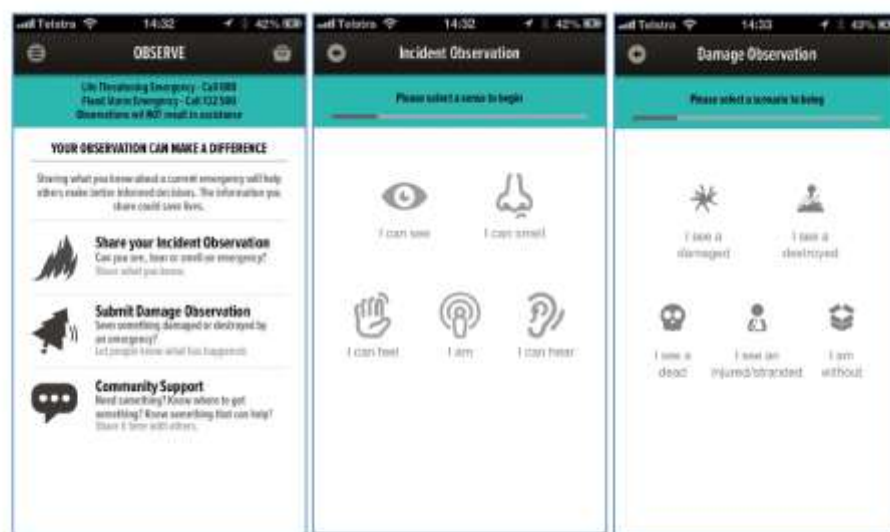 Telstra 14:32 42%
OBSERVE
Life Threatening Emergency - Call 000
Flood Storm Emergency - Call 132 500
Observations will NOT result in assistance
YOUR OBSERVATION CAN MAKE A DIFFERENCE
Sharing what you know about a current emergency will help
others make better informed decisions. The information you
share could save lives.
Share your Incident Observation
Can you see, hear or smell an emergency?
Share what you know.
Submit Damage Observation
Seen something damaged or destroyed by
an emergency?
Let people know what has happened.
Community Support
Need something? Know where to get
something? Know something that can help?
Share it here with others.
Telstra 14:32 42%
Incident Observation
Please select a sense to begin
I can see
I can smell
I can feel
I am
I can hear
Telstra 14:33 43%
Damage Observation
Please select a scenario to being
I see a
damaged
I see a
destroyed
I see a
dead
I see an
injured/stranded
I am
without